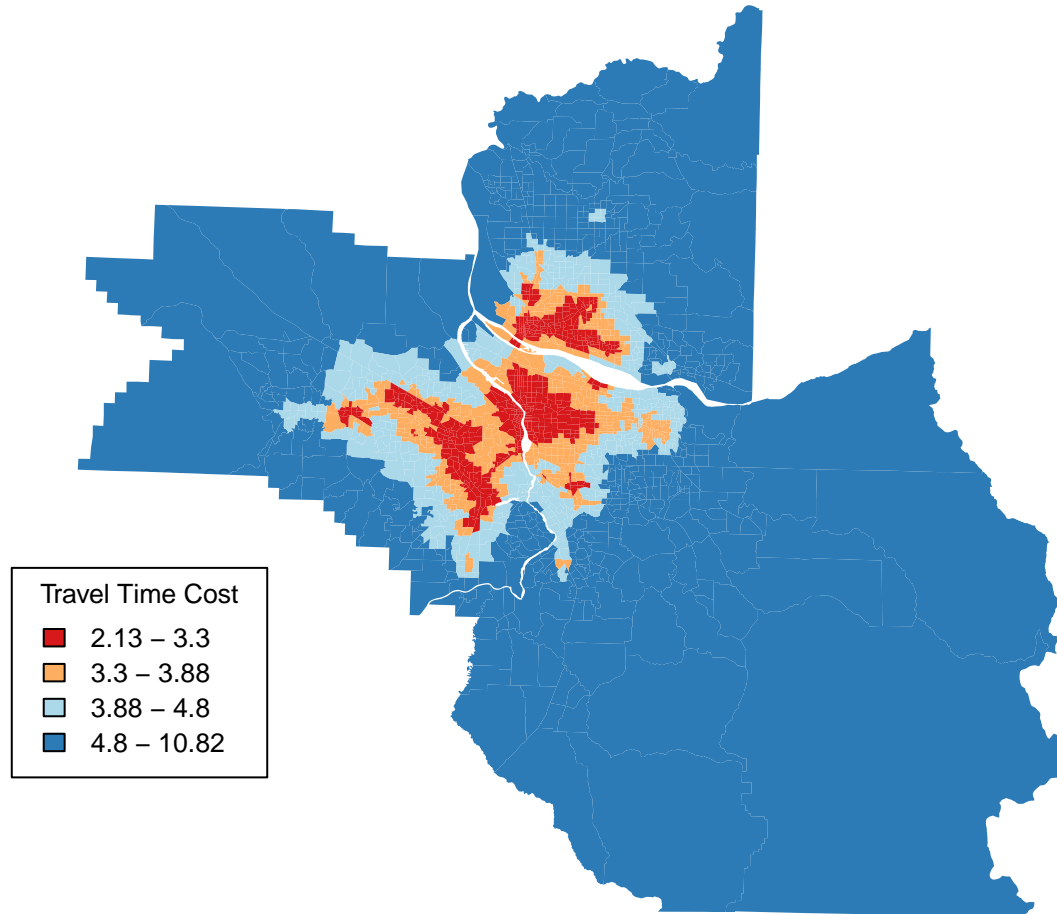 Travel Time Cost
2.13 – 3.3
3.3 – 3.88
3.88 – 4.8
4.8 – 10.82